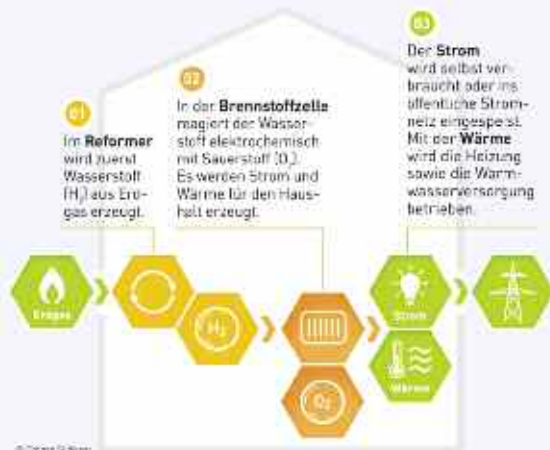 01
Im Reformer
wird zuerst
Wasserstoff
(H₂) aus Erd-
gas erzeugt.
02
In der Brennstoffzelle
reagiert der Wasser-
stoff elektrochemisch
mit Sauerstoff (O₂).
Es werden Strom und
Wärme für den Haus-
halt erzeugt.
03
Der Strom
wird selbst ver-
braucht oder ins
öffentliche Strom-
netz eingespeist.
Mit der Wärme
wird die Heizung
sowie die Warm-
wasserversorgung
betrieben.
Erdgas
H₂
O₂
Strom
Wärme